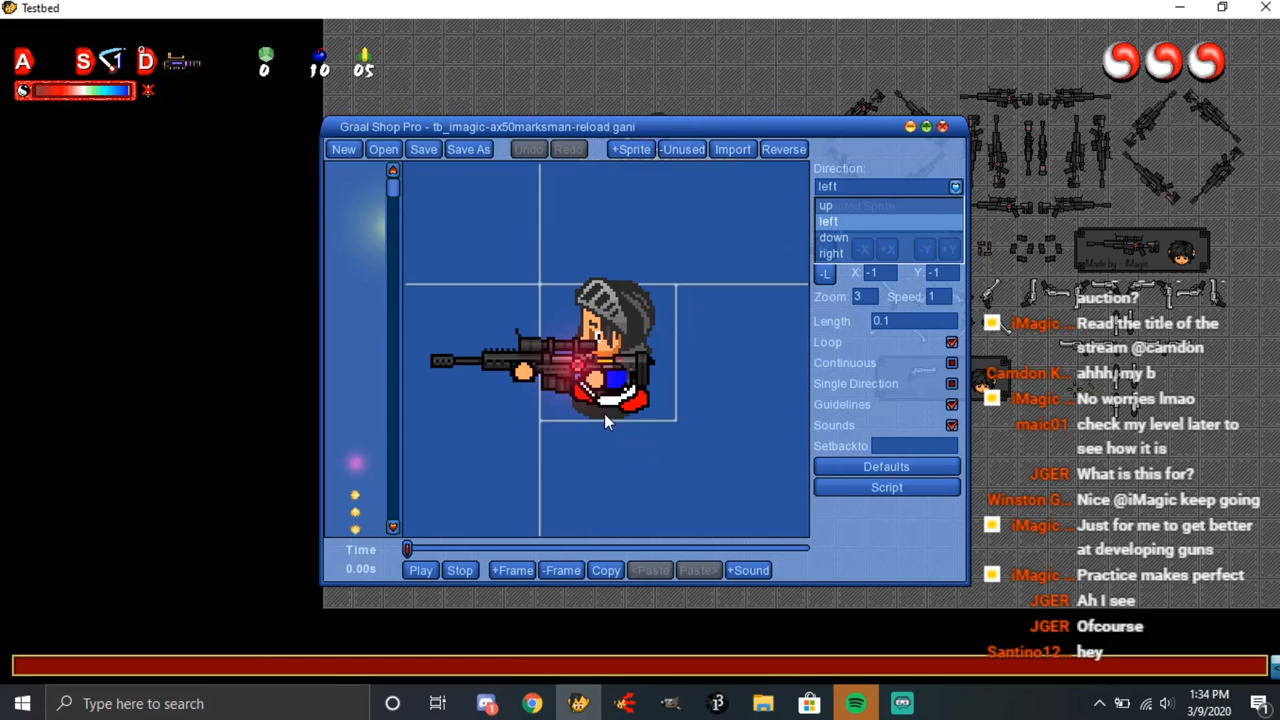 Testbed
A S 1 D
0 10 05
Graal Shop Pro - tb_imagic-ax50marksman-reload.gani
New Open Save Save As Undo Redo +Sprite -Unused Import Reverse
Direction:
left
up
left
down
right
-X +X -Y +Y
-L X: -1 Y: -1
Zoom: 3 Speed: 1
Length 0.1
Loop
Continuous
Single Direction
Guidelines
Sounds
Setbackto
Defaults
Script
Time
0.00s
Play Stop +Frame -Frame Copy <Paste Paste> +Sound
Made by - iMagic
auction?
iMagic ... Read the title of the
stream @camdon
Camdon K... ahhh, my b
iMagic ... No worries lmao
maic01 check my level later to
see how it is
JGER What is this for?
Winston G... Nice @iMagic keep going
iMagic ... Just for me to get better
at developing guns
iMagic ... Practice makes perfect
JGER Ah I see
JGER Ofcourse
Santino12... hey
Type here to search
1:34 PM
3/9/2020